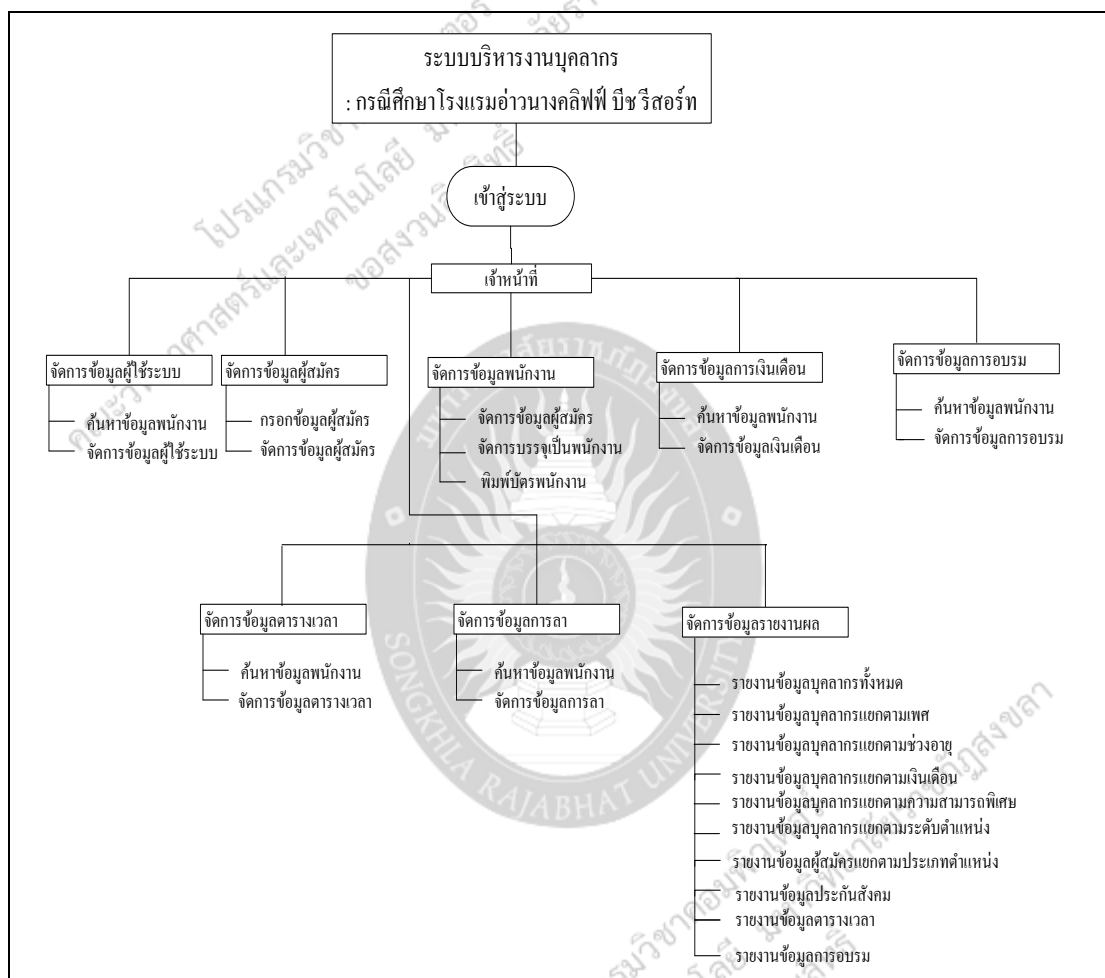 ระบบบริหารงานบุคลากร
: กรณีศึกษาโรงแรมอ่าวนางคลิฟฟ์ บีช รีสอร์ท
เข้าสู่ระบบ
เจ้าหน้าที่
จัดการข้อมูลผู้ใช้ระบบ
ค้นหาข้อมูลพนักงาน
จัดการข้อมูลผู้ใช้ระบบ
จัดการข้อมูลผู้สมัคร
กรอกข้อมูลผู้สมัคร
จัดการข้อมูลผู้สมัคร
จัดการข้อมูลพนักงาน
จัดการข้อมูลผู้สมัคร
จัดการบรรจุเป็นพนักงาน
พิมพ์บัตรพนักงาน
จัดการข้อมูลการเงินเดือน
ค้นหาข้อมูลพนักงาน
จัดการข้อมูลเงินเดือน
จัดการข้อมูลการอบรม
ค้นหาข้อมูลพนักงาน
จัดการข้อมูลการอบรม
จัดการข้อมูลตารางเวลา
ค้นหาข้อมูลพนักงาน
จัดการข้อมูลตารางเวลา
จัดการข้อมูลการลา
ค้นหาข้อมูลพนักงาน
จัดการข้อมูลการลา
จัดการข้อมูลรายงานผล
รายงานข้อมูลบุคลากรทั้งหมด
รายงานข้อมูลบุคลากรแยกตามเพศ
รายงานข้อมูลบุคลากรแยกตามช่วงอายุ
รายงานข้อมูลบุคลากรแยกตามเงินเดือน
รายงานข้อมูลบุคลากรแยกตามความสามารถพิเศษ
รายงานข้อมูลบุคลากรแยกตามระดับตำแหน่ง
รายงานข้อมูลผู้สมัครแยกตามประเภทตำแหน่ง
รายงานข้อมูลประกันสังคม
รายงานข้อมูลตารางเวลา
รายงานข้อมูลการอบรม
SONGKHLA RAJABHAT UNIVERSITY